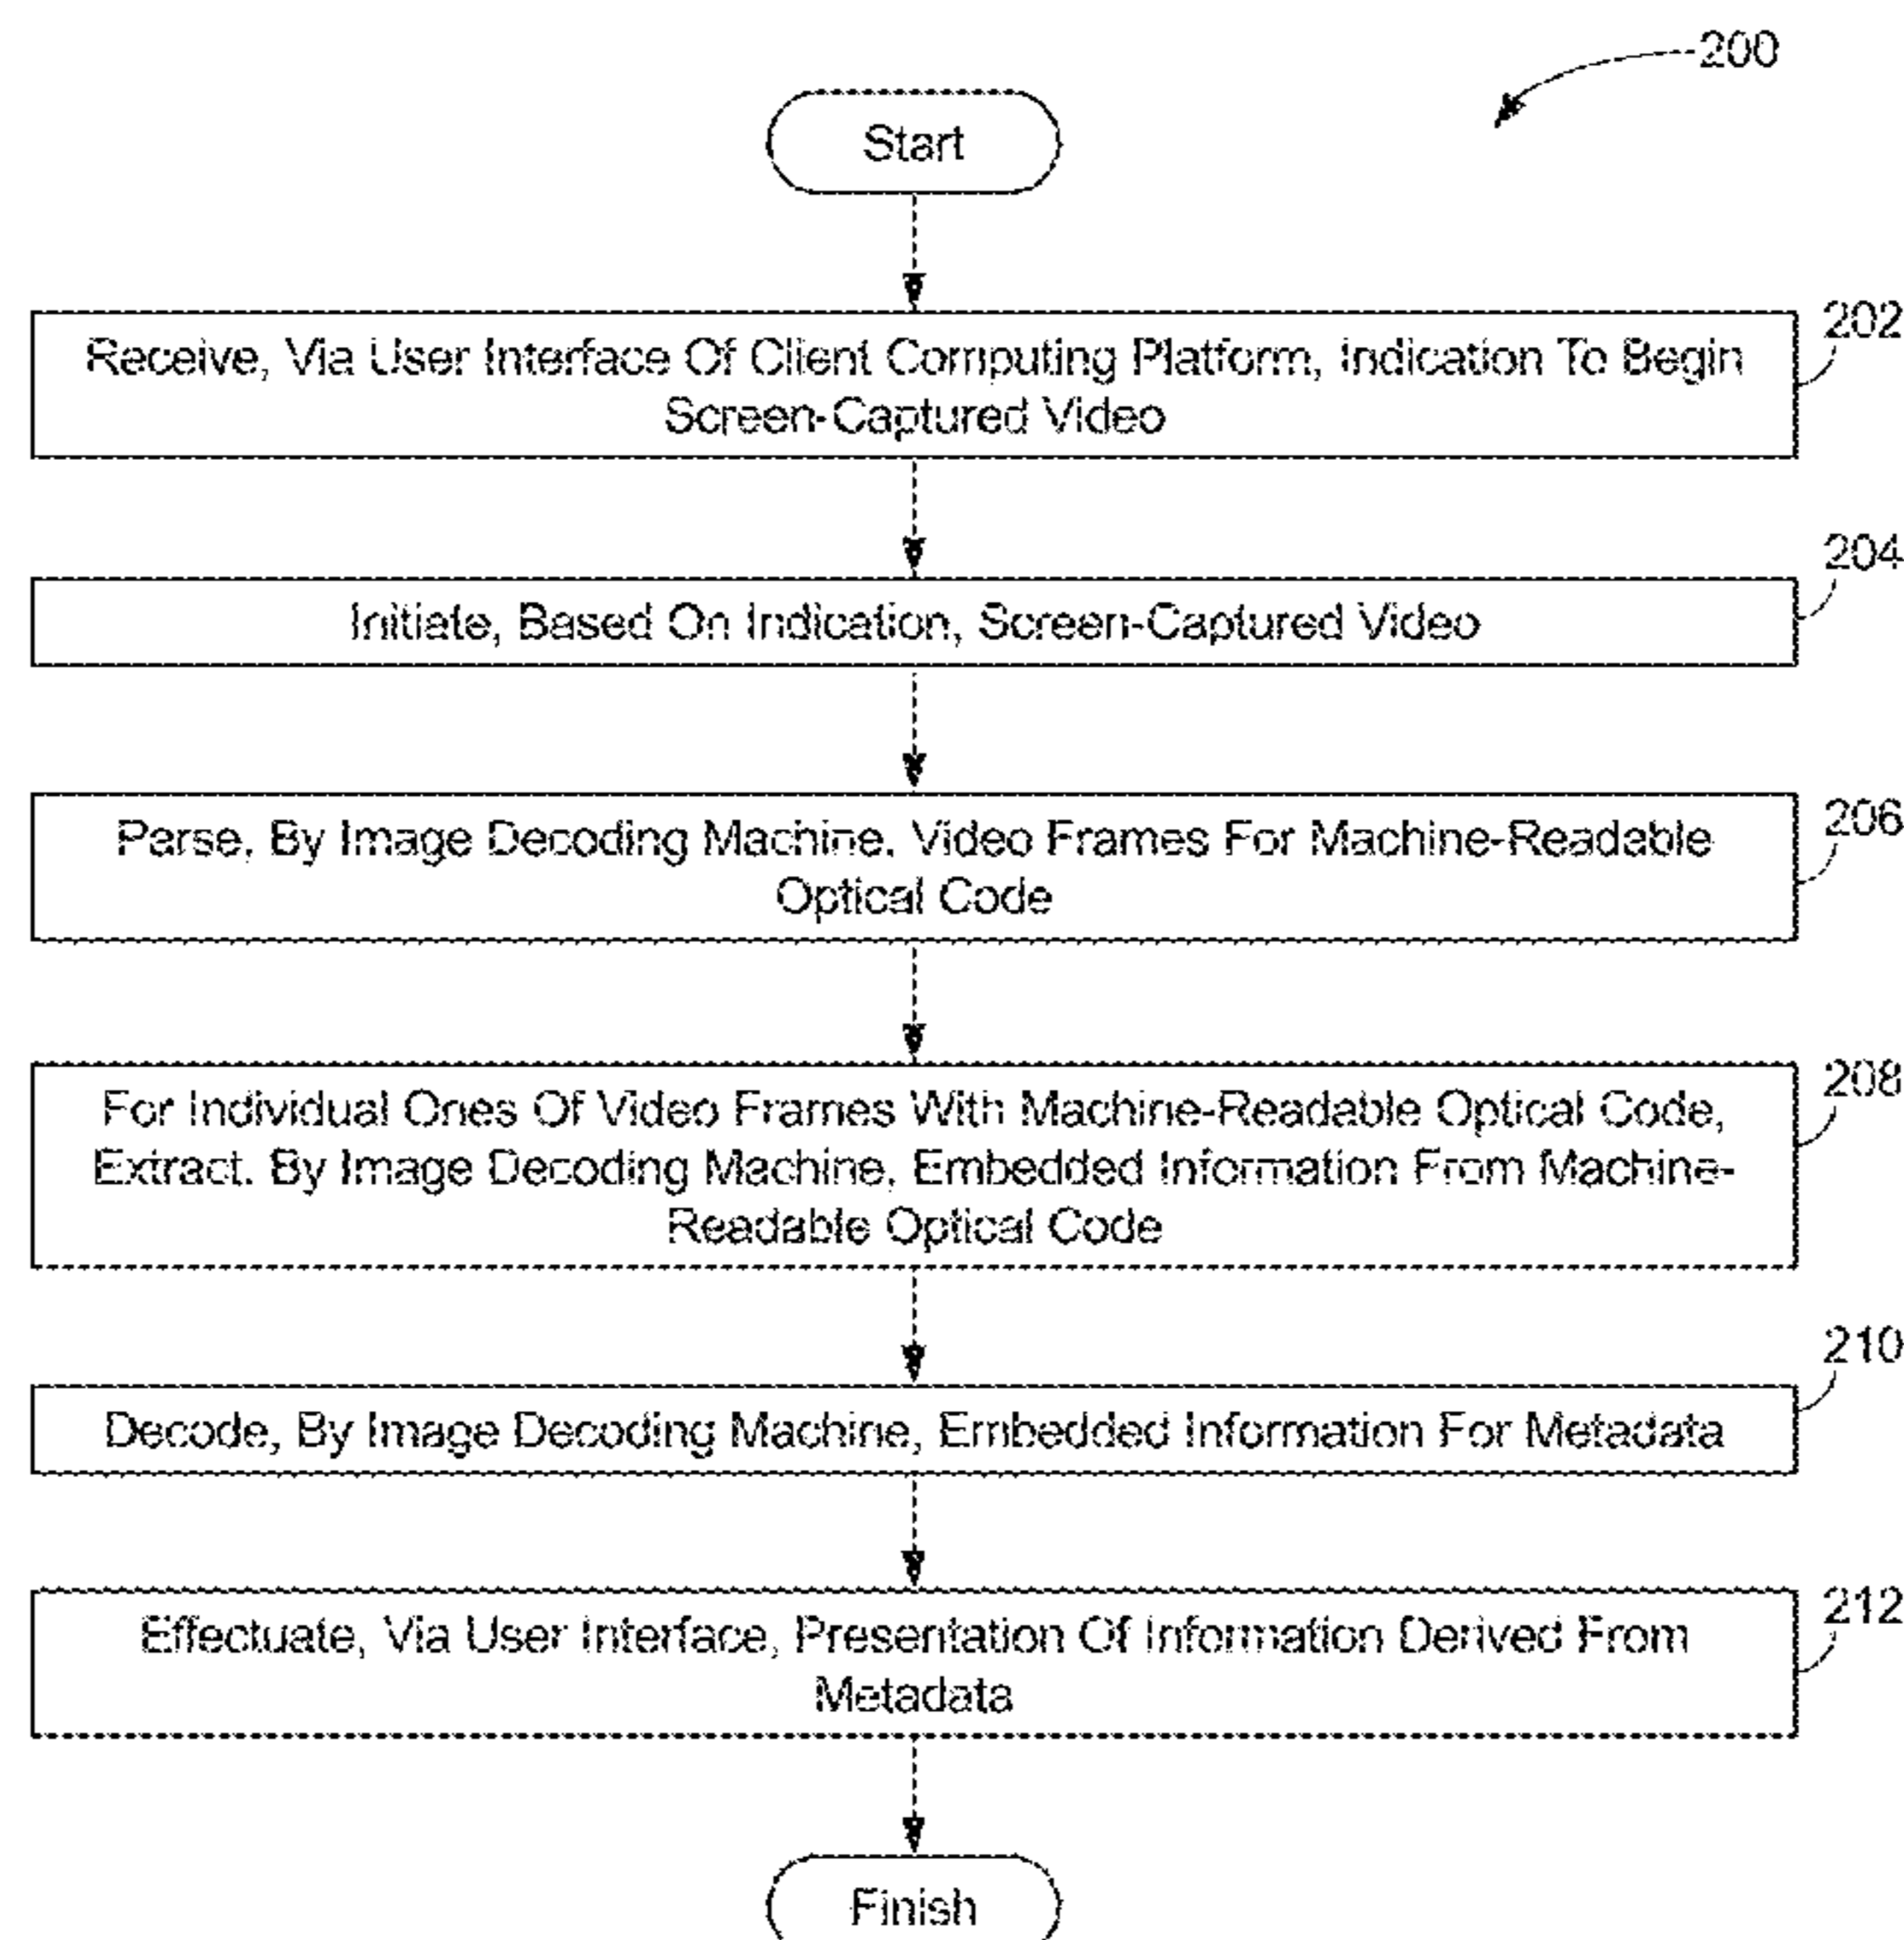 200
Start
202
Receive, Via User Interface Of Client Computing Platform, Indication To Begin
Screen-Captured Video
204
Initiate, Based On Indication, Screen-Captured Video
206
Parse, By Image Decoding Machine, Video Frames For Machine-Readable
Optical Code
208
For Individual Ones Of Video Frames With Machine-Readable Optical Code,
Extract, By Image Decoding Machine, Embedded Information From Machine-
Readable Optical Code
210
Decode, By Image Decoding Machine, Embedded Information For Metadata
212
Effectuate, Via User Interface, Presentation Of Information Derived From
Metadata
Finish